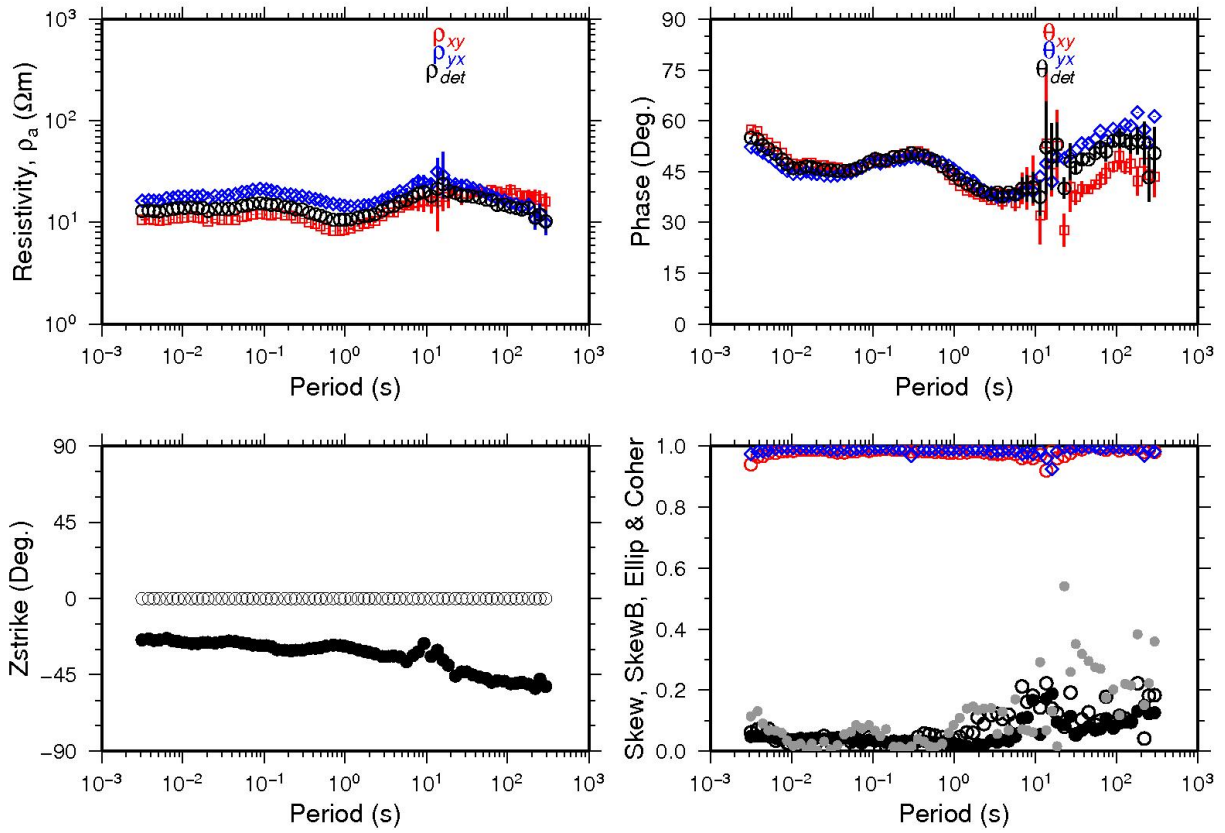 Resistivity, ρa (Ωm)
10³
10²
10¹
10⁰
ρxy
ρyx
ρdet
10⁻³ 10⁻² 10⁻¹ 10⁰ 10¹ 10² 10³
Period (s)
Phase (Deg.)
90
75
60
45
30
15
0
θxy
θyx
θdet
10⁻³ 10⁻² 10⁻¹ 10⁰ 10¹ 10² 10³
Period (s)
Zstrike (Deg.)
90
45
0
−45
−90
10⁻³ 10⁻² 10⁻¹ 10⁰ 10¹ 10² 10³
Period (s)
Skew, SkewB, Ellip & Coher
1.0
0.8
0.6
0.4
0.2
0.0
10⁻³ 10⁻² 10⁻¹ 10⁰ 10¹ 10² 10³
Period (s)